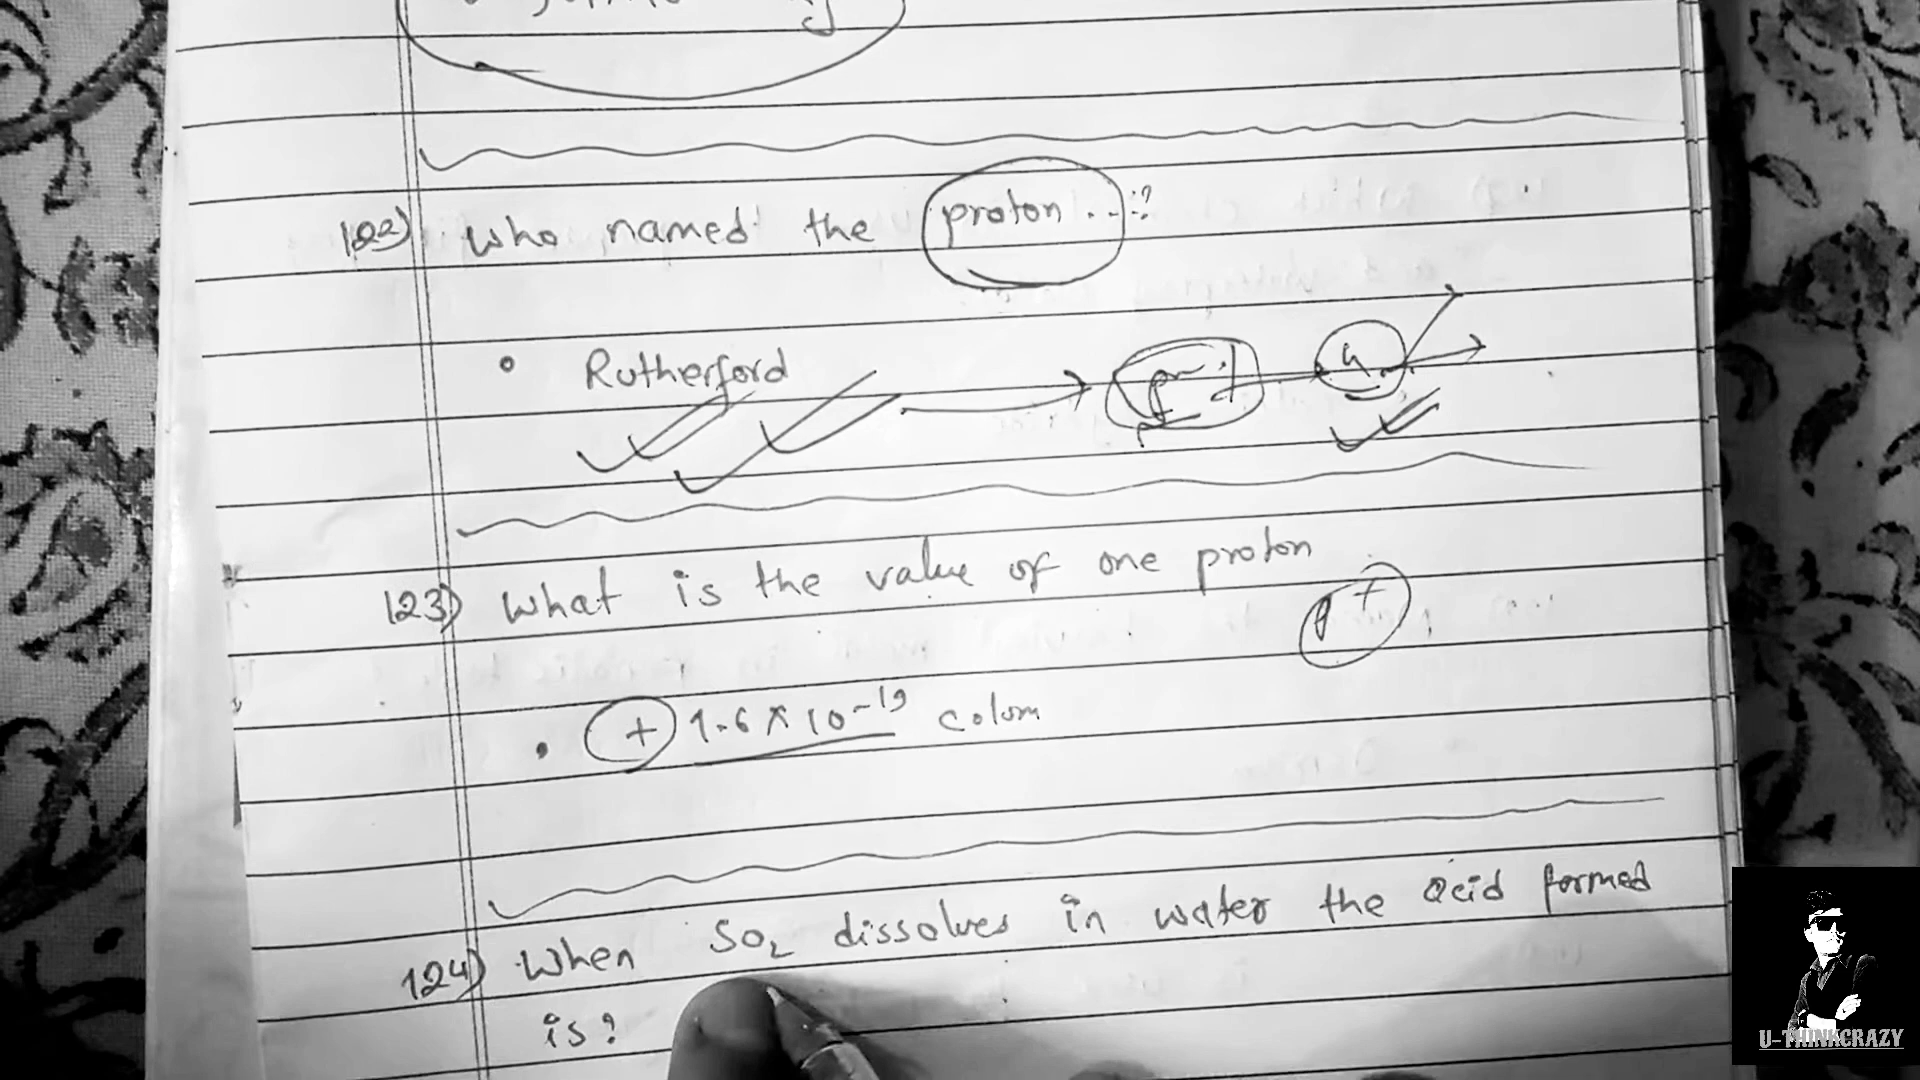 122) who named the proton...?
Rutherford
123) What is the value of one proton
p+
+ 1.6 x 10-19 colom
124) When SO2 dissolves in water the acid formed
is?
U-THINKCRAZY